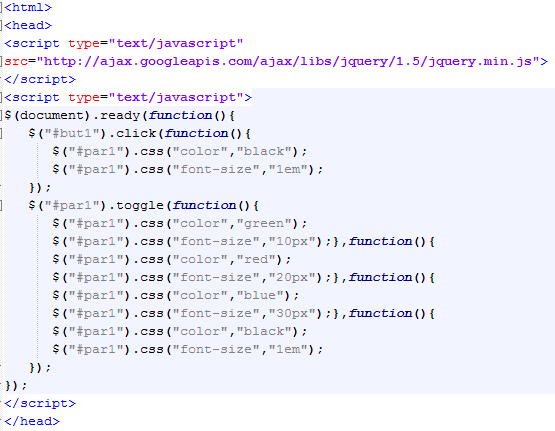 <html>
<head>
<script type="text/javascript"
src="http://ajax.googleapis.com/ajax/libs/jquery/1.5/jquery.min.js">
</script>
<script type="text/javascript">
$(document).ready(function(){
   $("#but1").click(function(){
      $("#par1").css("color","black");
      $("#par1").css("font-size","1em");
   });
   $("#par1").toggle(function(){
      $("#par1").css("color","green");
      $("#par1").css("font-size","10px");},function(){
      $("#par1").css("color","red");
      $("#par1").css("font-size","20px");},function(){
      $("#par1").css("color","blue");
      $("#par1").css("font-size","30px");},function(){
      $("#par1").css("color","black");
      $("#par1").css("font-size","1em");
   });
});
</script>
</head>